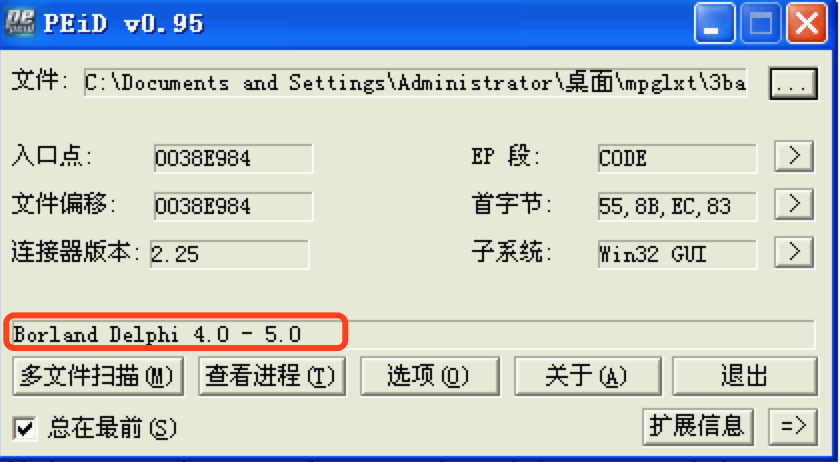 PEiD v0.95
文件: C:\Documents and Settings\Administrator\桌面\mpglxt\3ba ...
入口点: 0038E984 EP 段: CODE >
文件偏移: 0038E984 首字节: 55,8B,EC,83 >
连接器版本: 2.25 子系统: Win32 GUI >
Borland Delphi 4.0 - 5.0
多文件扫描(M) 查看进程(T) 选项(O) 关于(A) 退出
总在最前(S) 扩展信息 =>